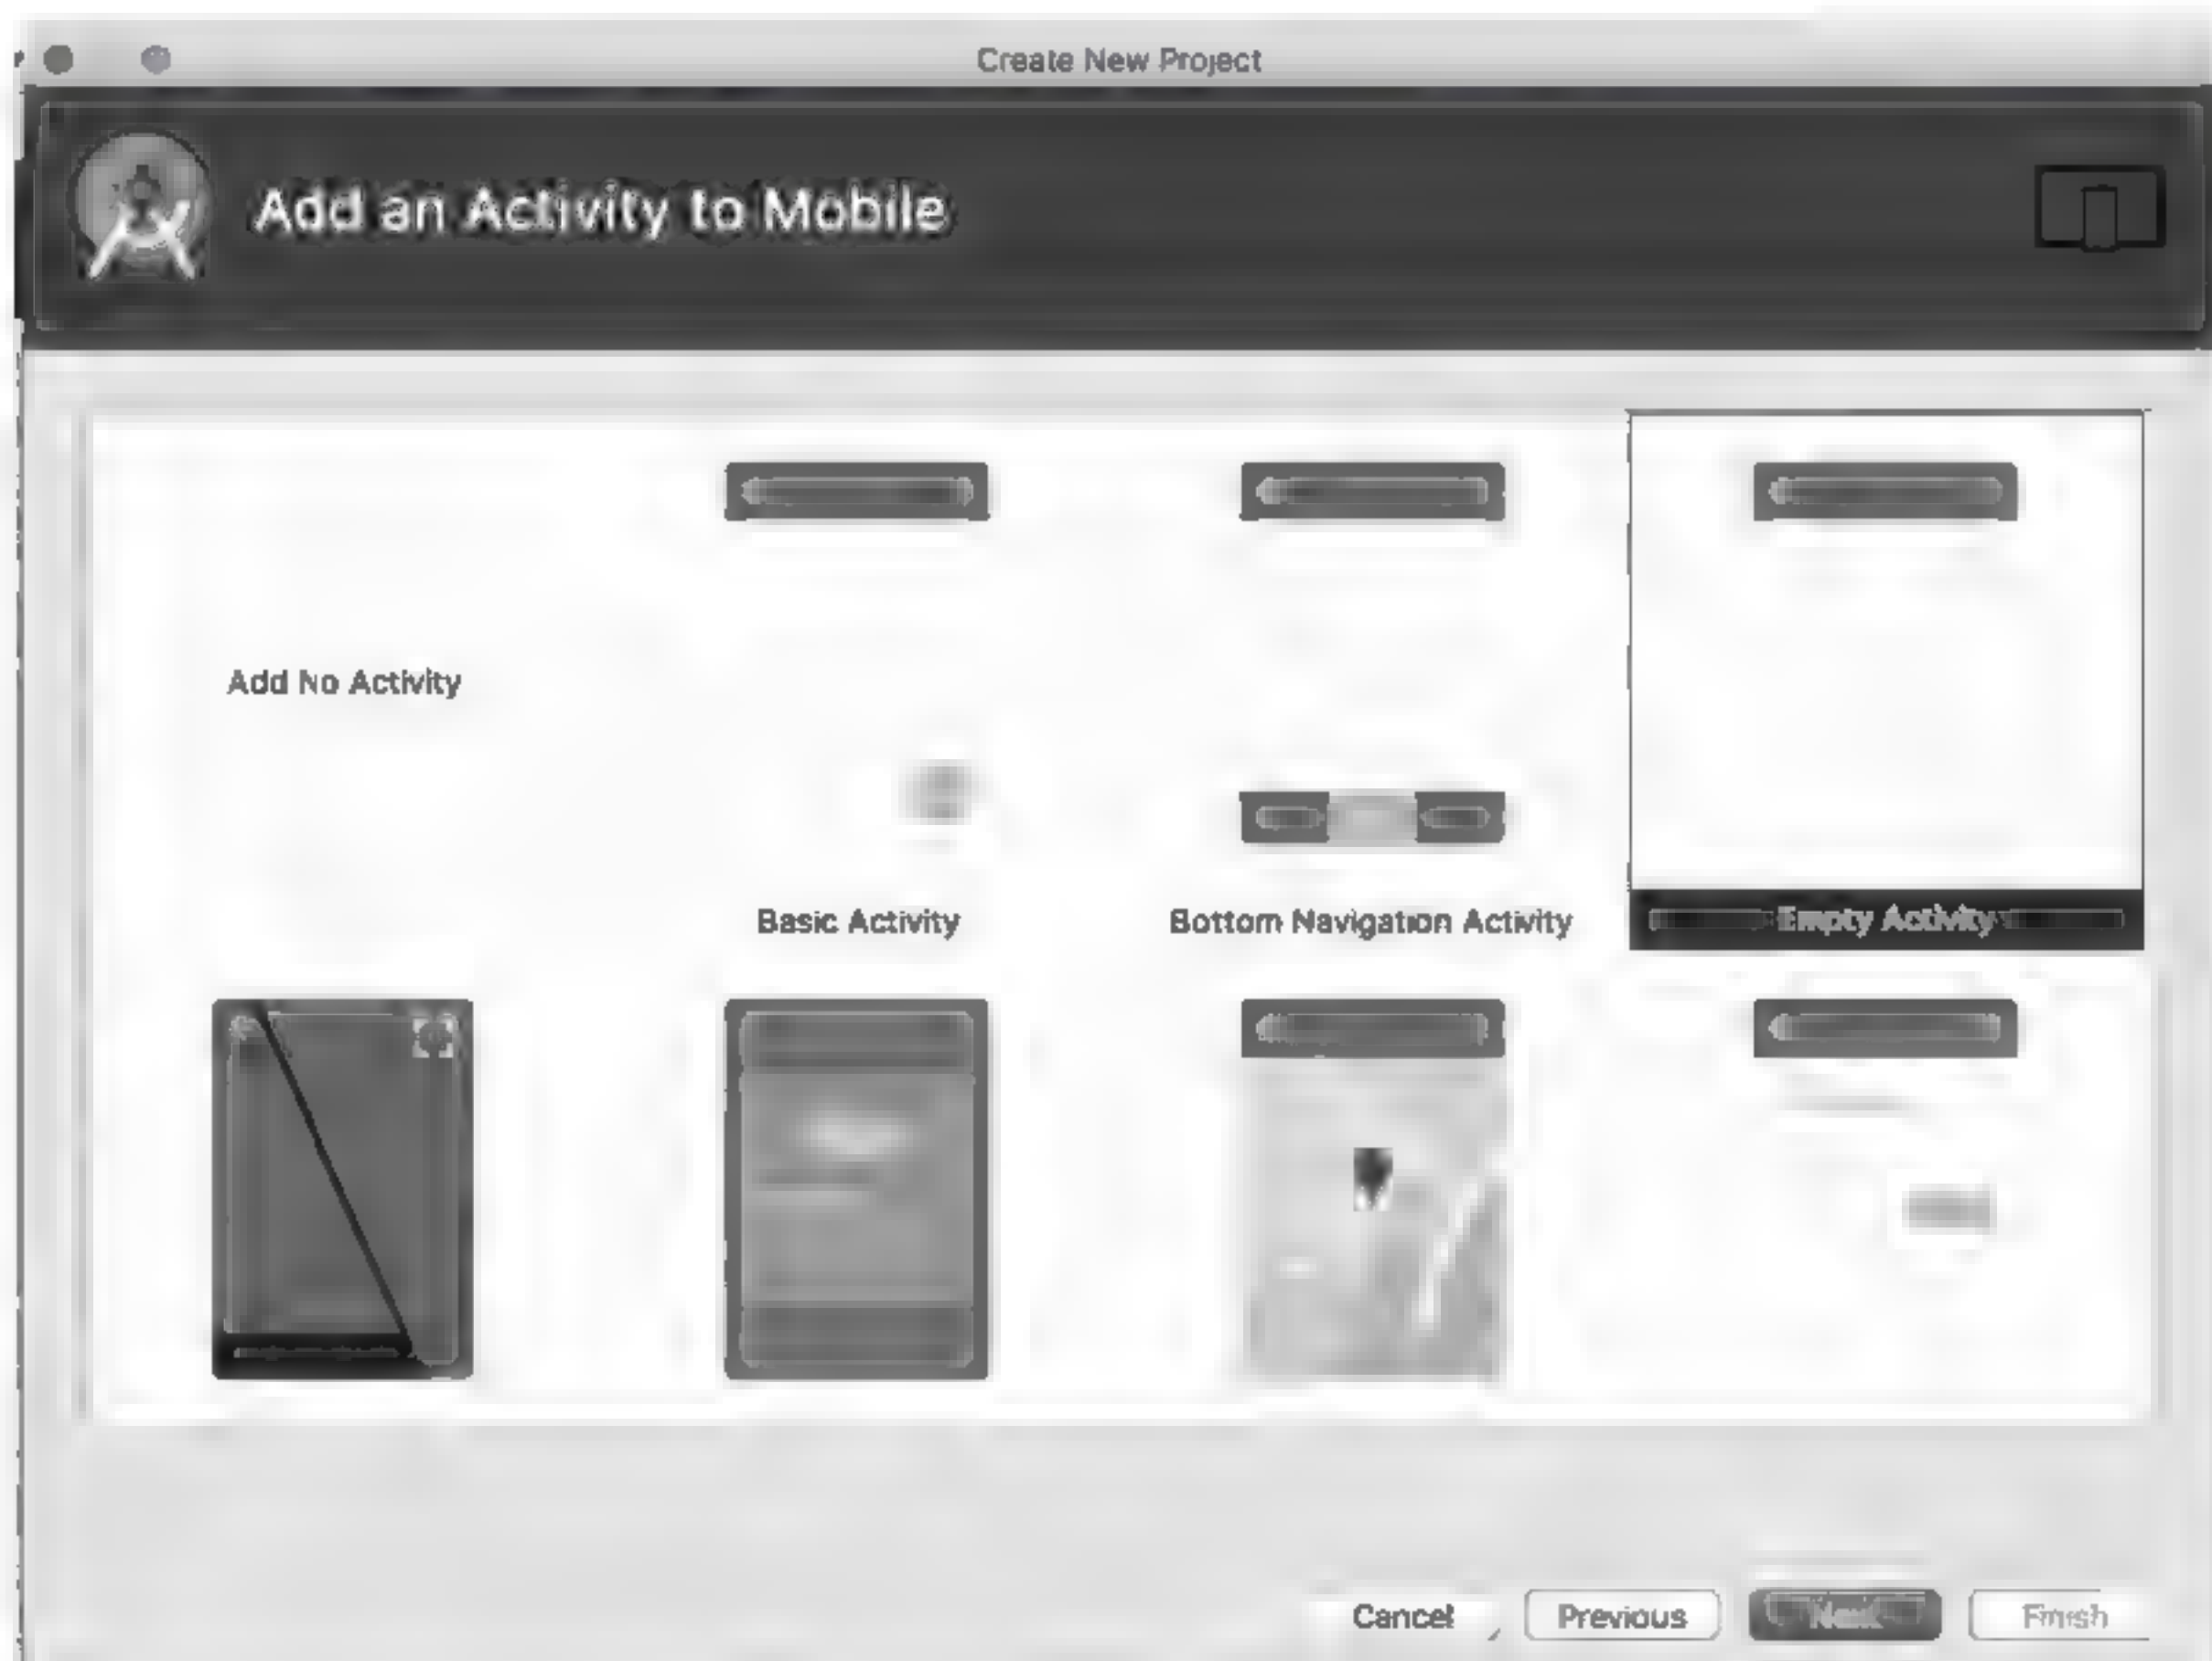 Create New Project
Add an Activity to Mobile
Add No Activity
Basic Activity
Bottom Navigation Activity
Empty Activity
Cancel
Previous
Next
Finish